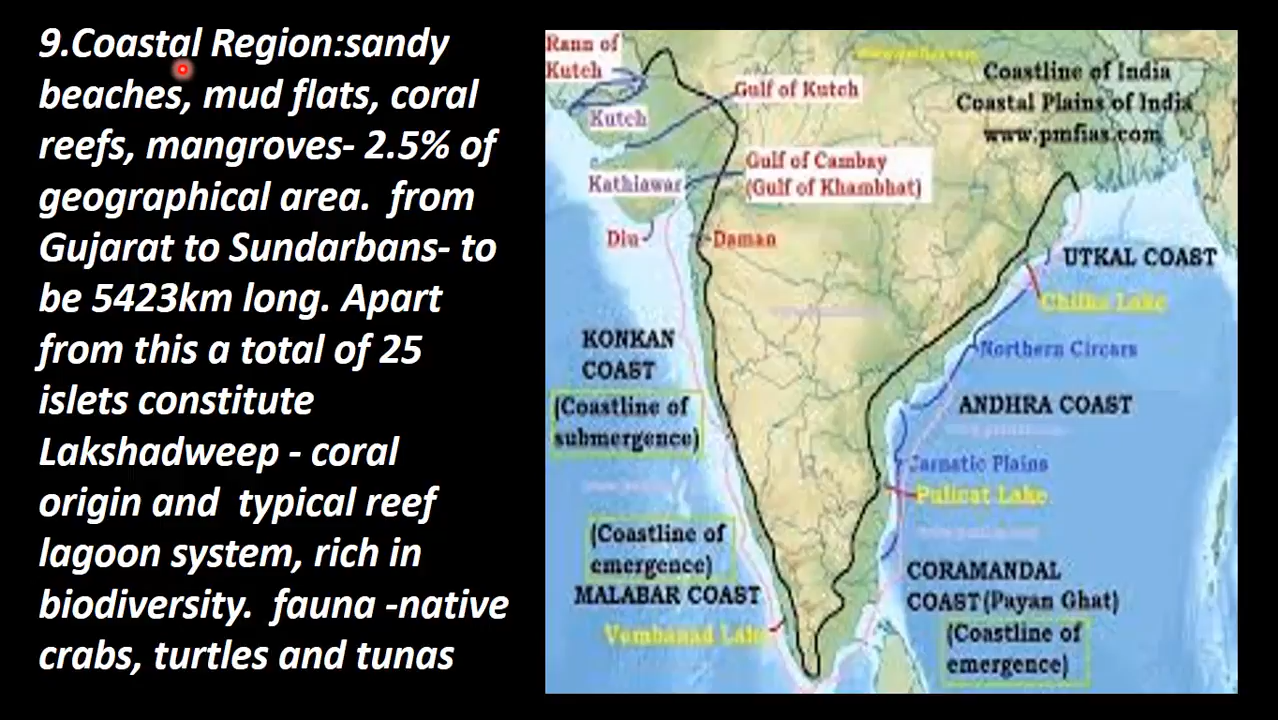 9.Coastal Region:sandy
beaches, mud flats, coral
reefs, mangroves- 2.5% of
geographical area.  from
Gujarat to Sundarbans- to
be 5423km long. Apart
from this a total of 25
islets constitute
Lakshadweep - coral
origin and  typical reef
lagoon system, rich in
biodiversity.  fauna -native
crabs, turtles and tunas
Rann of
Kutch
www.pmfias.com
Coastline of India
Coastal Plains of India
www.pmfias.com
Gulf of Kutch
Kutch
Gulf of Cambay
(Gulf of Khambhat)
Kathiawar
Diu
Daman
UTKAL COAST
Chilka Lake
KONKAN
COAST
(Coastline of
submergence)
Northern Circars
ANDHRA COAST
Carnatic Plains
Pulicat Lake
(Coastline of
emergence)
MALABAR COAST
Vembanad Lake
CORAMANDAL
COAST(Payan Ghat)
(Coastline of
emergence)